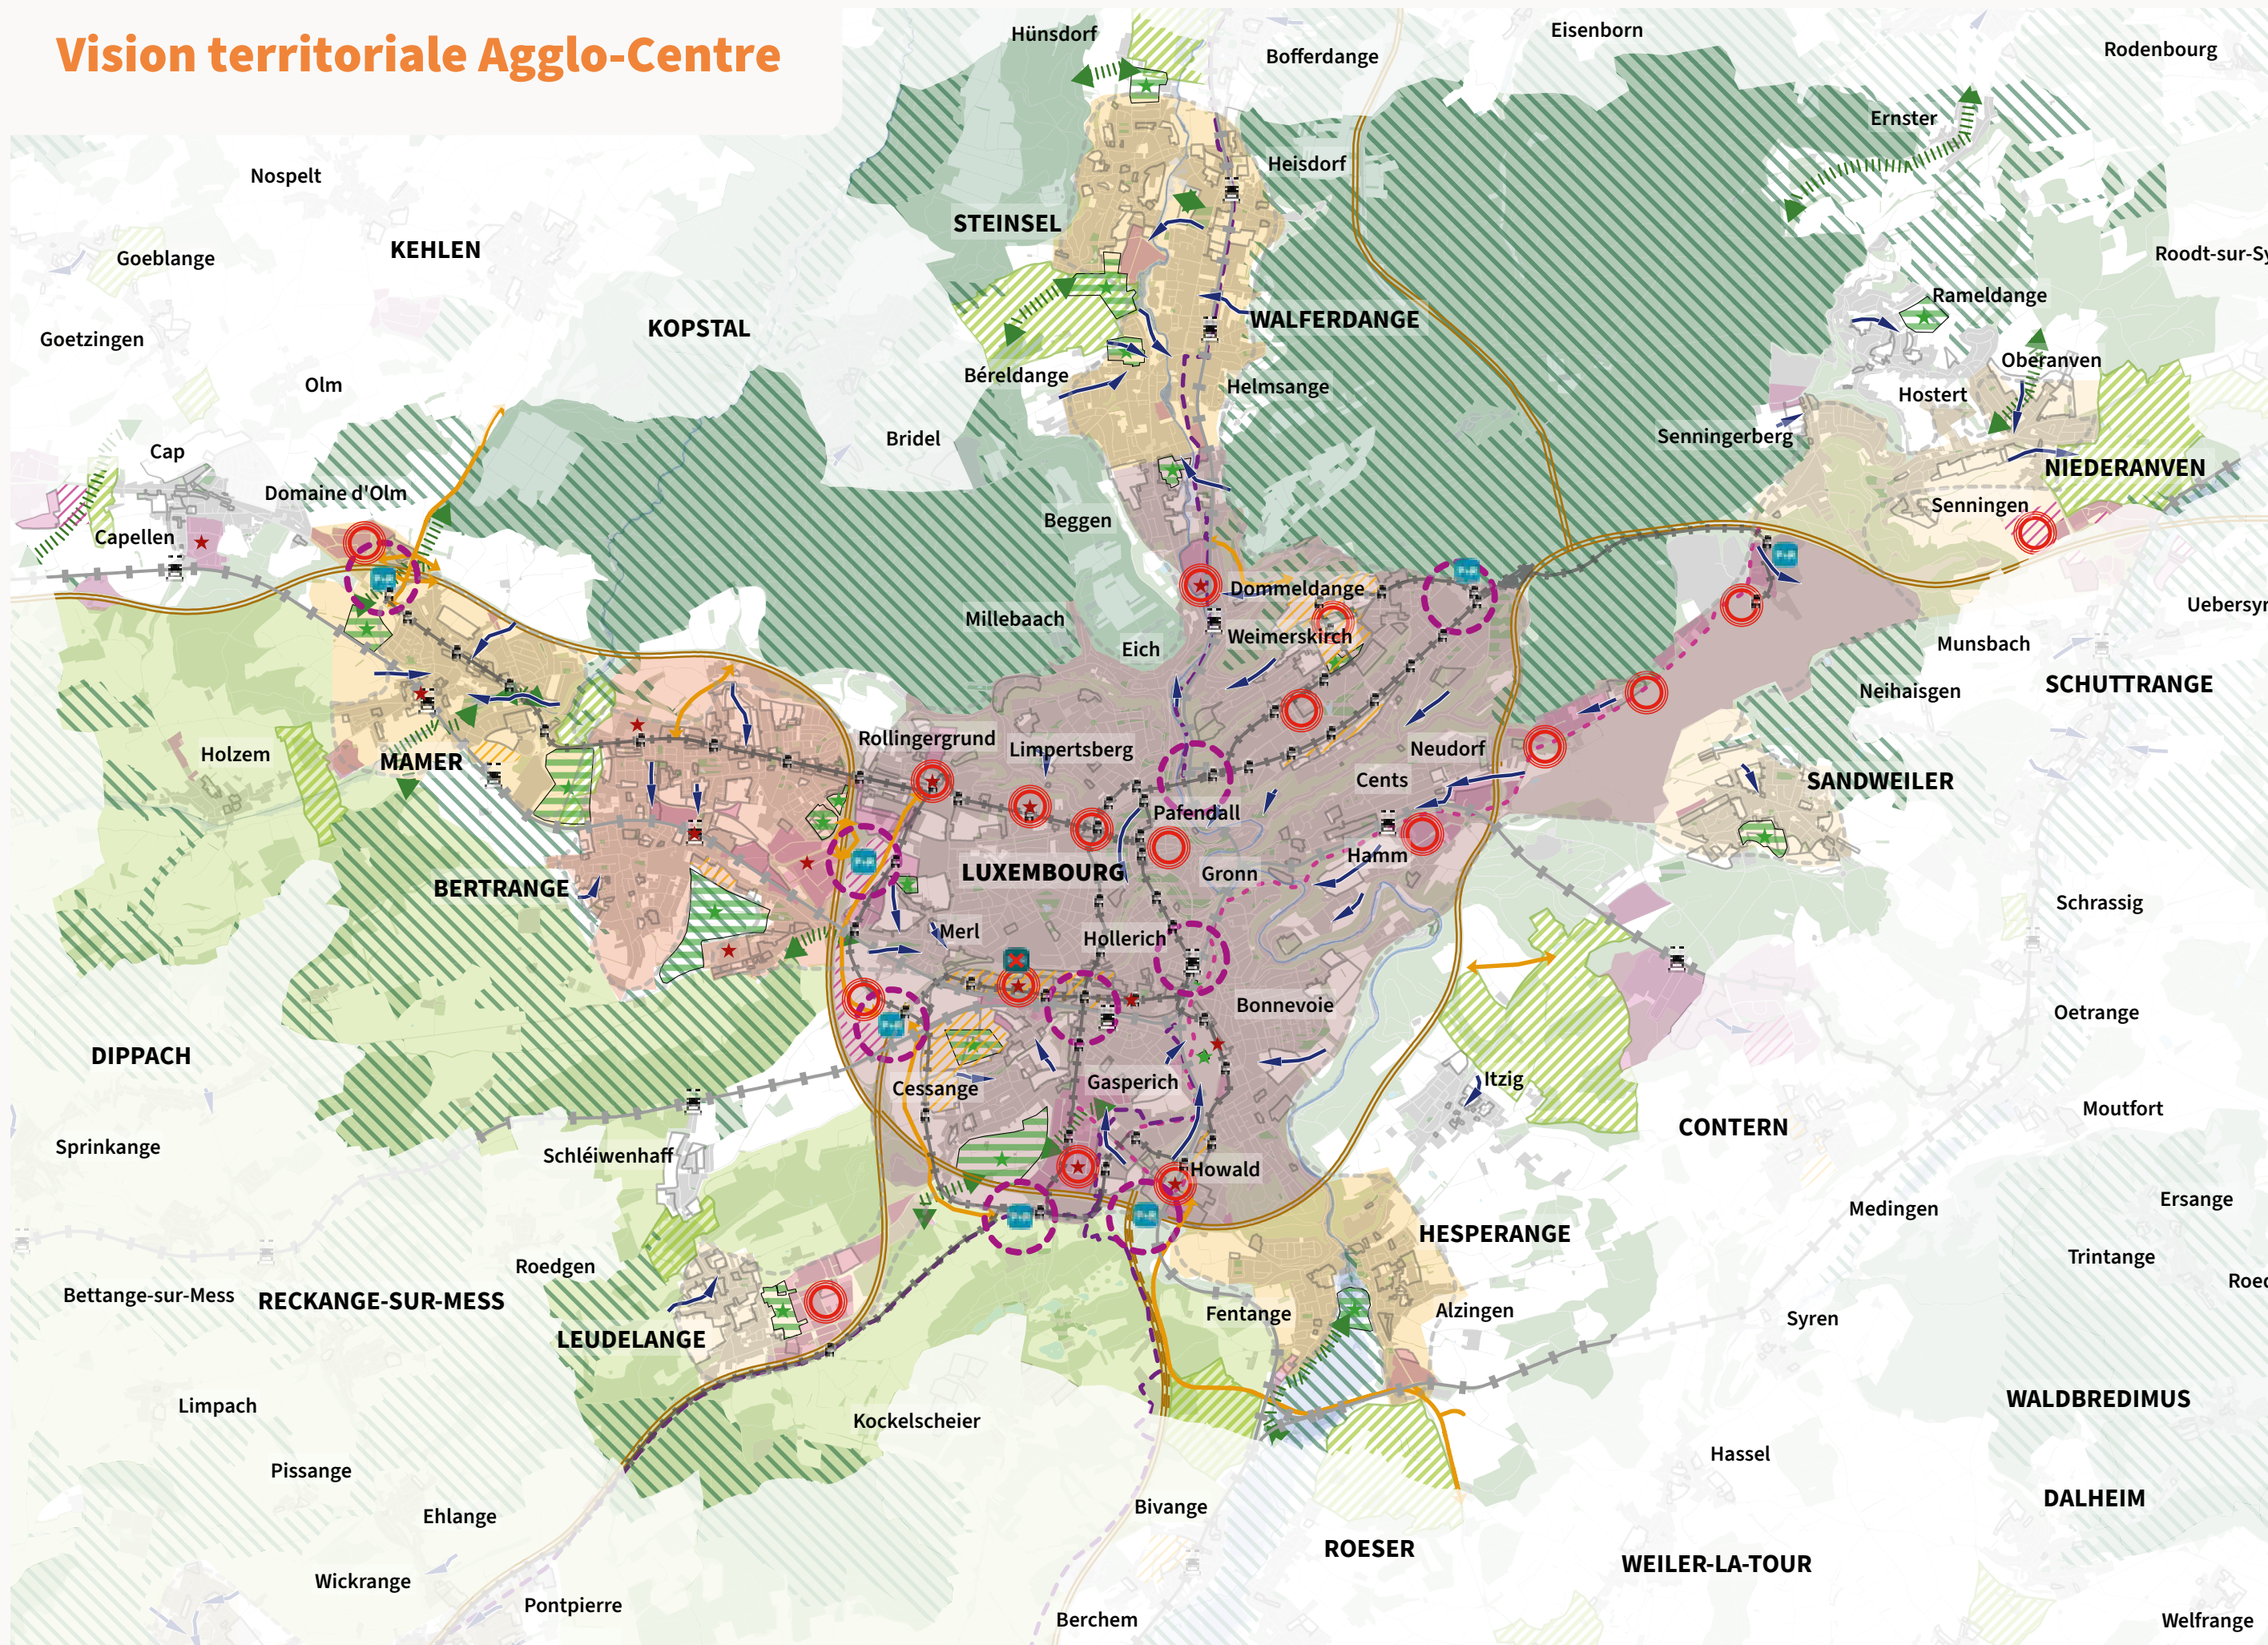 Vision territoriale Agglo-Centre
Hünsdorf
Bofferdange
Eisenborn
Rodenbourg
Ernster
Heisdorf
Nospelt
STEINSEL
KEHLEN
Goeblange
Roodt-sur-Sy
Rameldange
WALFERDANGE
KOPSTAL
Goetzingen
Oberanven
Béreldange
Olm
Helmsange
Hostert
Bridel
Senningerberg
Cap
NIEDERANVEN
Domaine d'Olm
Senningen
Beggen
Capellen
Dommeldange
Uebersyr
Millebaach
Weimerskirch
Munsbach
Eich
SCHUTTRANGE
Neihaisgen
Rollingergrund
Limpertsberg
Neudorf
Holzem
MAMER
Cents
SANDWEILER
Pafendall
Hamm
LUXEMBOURG
Gronn
BERTRANGE
Schrassig
Merl
Hollerich
Bonnevoie
Oetrange
DIPPACH
Itzig
Gasperich
Cessange
Moutfort
CONTERN
Sprinkange
Schléiwenhaff
Howald
Ersange
Medingen
HESPERANGE
Trintange
Roedgen
Roed
Bettange-sur-Mess
RECKANGE-SUR-MESS
Alzingen
Fentange
Syren
LEUDELANGE
WALDBREDIMUS
Limpach
Kockelscheier
Hassel
Pissange
DALHEIM
Bivange
Ehlange
ROESER
WEILER-LA-TOUR
Wickrange
Pontpierre
Berchem
Welfrange